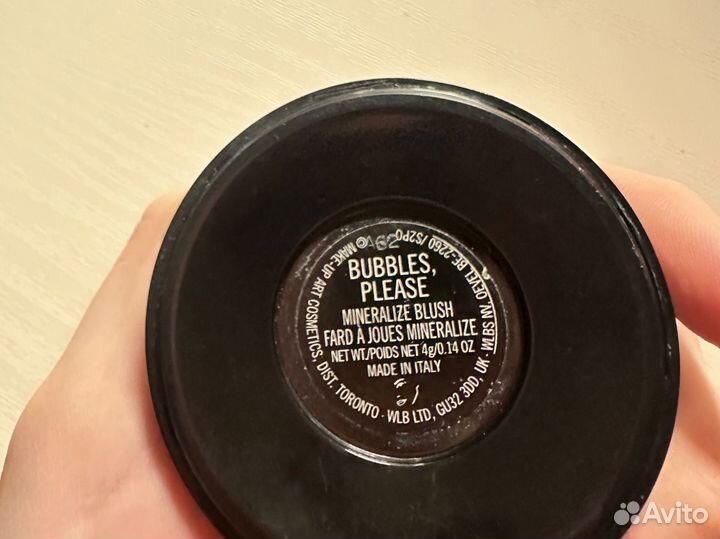 BUBBLES,
PLEASE
MINERALIZE BLUSH
FARD À JOUES MINERALIZE
NET WT./POIDS NET 4g/0.14 OZ
MADE IN ITALY
© MAKE-UP ART COSMETICS, DIST. TORONTO - WLB LTD, GU32 3DD, UK - WLBS NV, OEVEL BE-2260 /S2P0
Avito